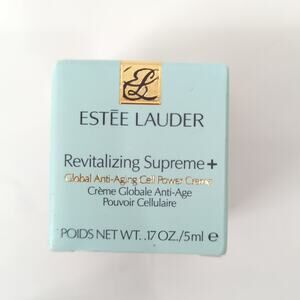 EL
ESTĒE LAUDER
Revitalizing Supreme+
Global Anti-Aging Cell Power Creme
Crème Globale Anti-Age
Pouvoir Cellulaire
POIDS NET WT. .17 OZ./5ml ℮